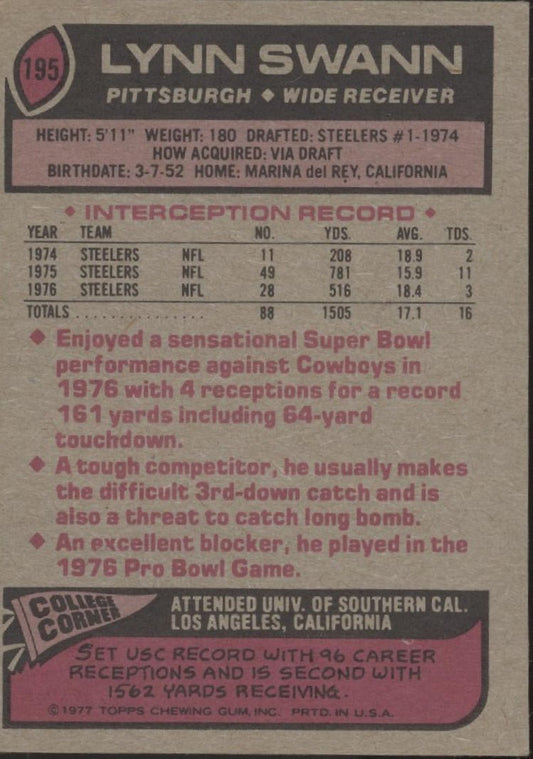 195
LYNN SWANN
PITTSBURGH ◆ WIDE RECEIVER
HEIGHT: 5'11" WEIGHT: 180 DRAFTED: STEELERS #1-1974
HOW ACQUIRED: VIA DRAFT
BIRTHDATE: 3-7-52 HOME: MARINA del REY, CALIFORNIA
◆ INTERCEPTION RECORD ◆
YEAR TEAM NO. YDS. AVG. TDS.
1974 STEELERS NFL 11 208 18.9 2
1975 STEELERS NFL 49 781 15.9 11
1976 STEELERS NFL 28 516 18.4 3
TOTALS ................ 88 1505 17.1 16
◆ Enjoyed a sensational Super Bowl
performance against Cowboys in
1976 with 4 receptions for a record
161 yards including 64-yard
touchdown.
◆ A tough competitor, he usually makes
the difficult 3rd-down catch and is
also a threat to catch long bomb.
◆ An excellent blocker, he played in the
1976 Pro Bowl Game.
COLLEGE
CORNER
ATTENDED UNIV. OF SOUTHERN CAL.
LOS ANGELES, CALIFORNIA
SET USC RECORD WITH 96 CAREER
RECEPTIONS AND IS SECOND WITH
1562 YARDS RECEIVING.
©1977 TOPPS CHEWING GUM, INC. PRTD. IN U.S.A.